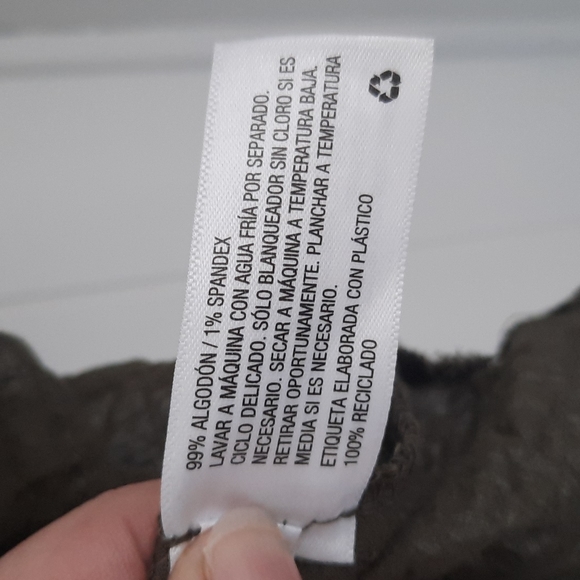 99% ALGODÓN / 1% SPANDEX
LAVAR A MÁQUINA CON AGUA FRÍA POR SEPARADO.
CICLO DELICADO. SÓLO BLANQUEADOR SIN CLORO SI ES
NECESARIO. SECAR A MÁQUINA A TEMPERATURA BAJA.
RETIRAR OPORTUNAMENTE. PLANCHAR A TEMPERATURA
MEDIA SI ES NECESARIO.
ETIQUETA ELABORADA CON PLÁSTICO
100% RECICLADO